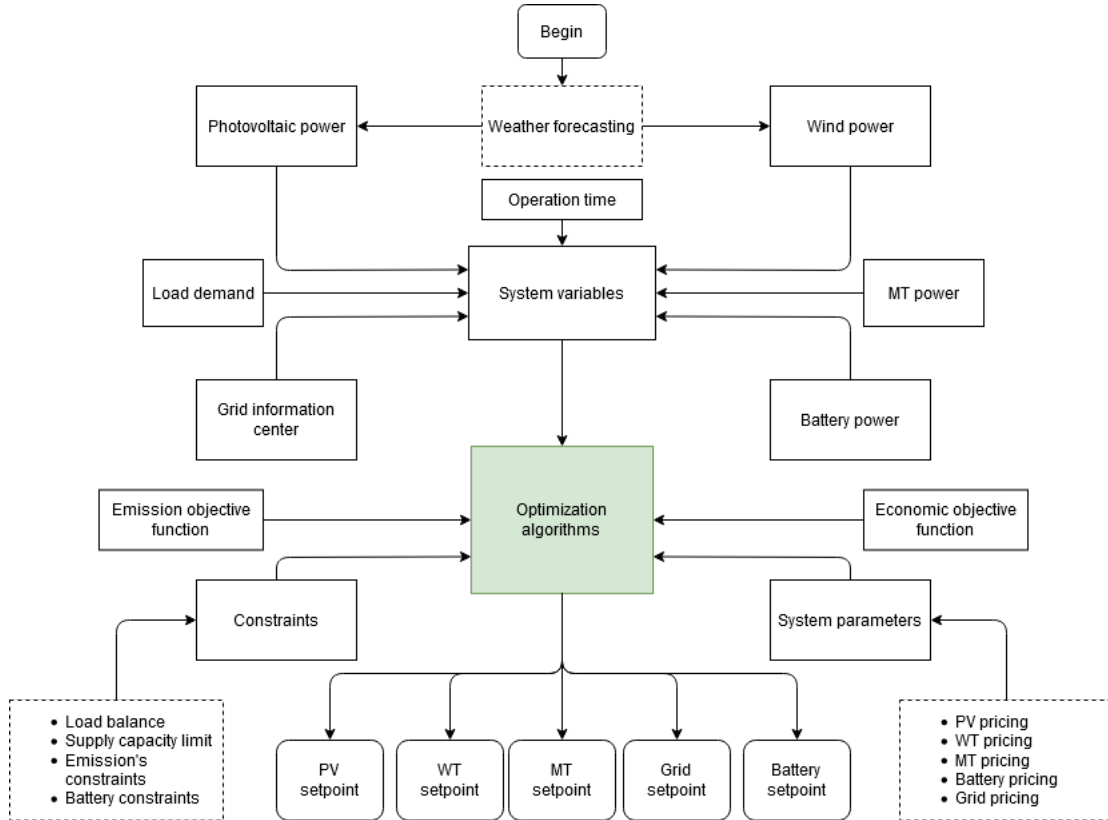 Begin
Photovoltaic power
Weather forecasting
Wind power
Operation time
Load demand
System variables
MT power
Grid information
center
Battery power
Emission objective
function
Optimization
algorithms
Economic objective
function
Constraints
System parameters
• Load balance
• Supply capacity limit
• Emission's
constraints
• Battery constraints
PV
setpoint
WT
setpoint
MT
setpoint
Grid
setpoint
Battery
setpoint
• PV pricing
• WT pricing
• MT pricing
• Battery pricing
• Grid pricing